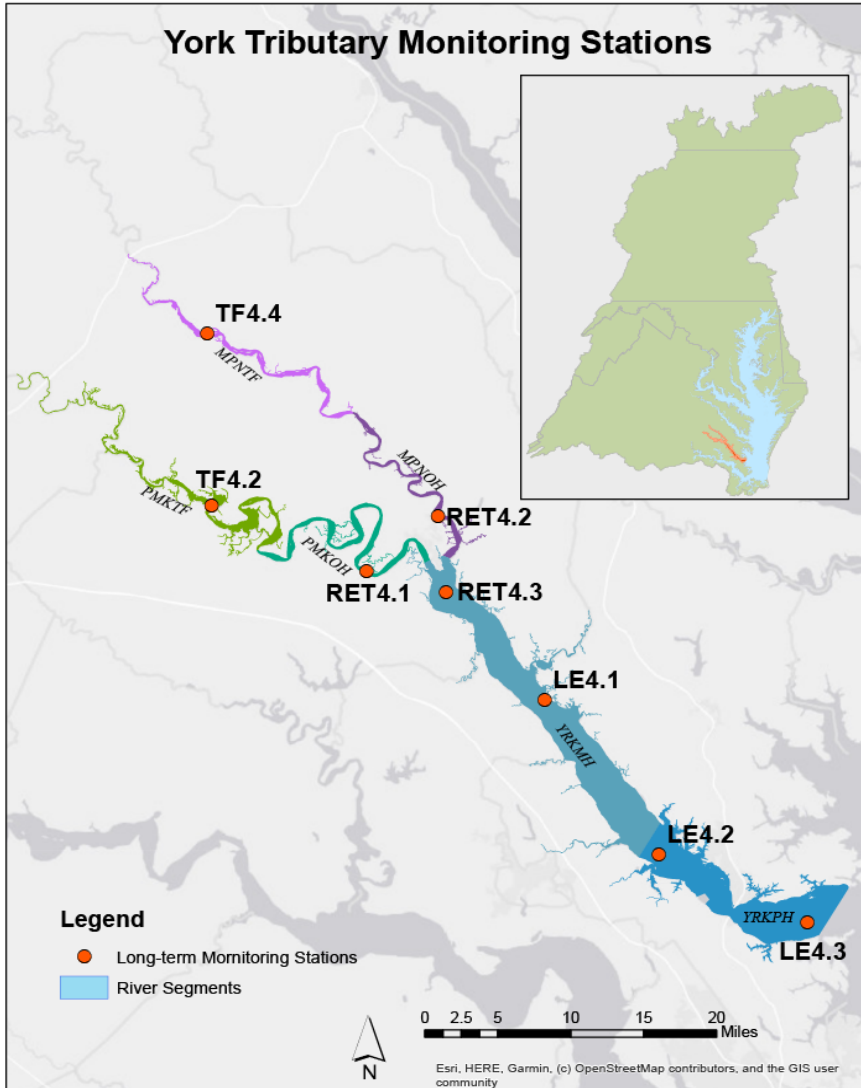 York Tributary Monitoring Stations
TF4.4
MPNTF
TF4.2
PMKTF
MPNOH
RET4.2
PMKOH
RET4.1
RET4.3
LE4.1
YRKMH
LE4.2
YRKPH
LE4.3
Legend
Long-term Mornitoring Stations
River Segments
N
0 2.5 5 10 15 20
Miles
Esri, HERE, Garmin, (c) OpenStreetMap contributors, and the GIS user
community